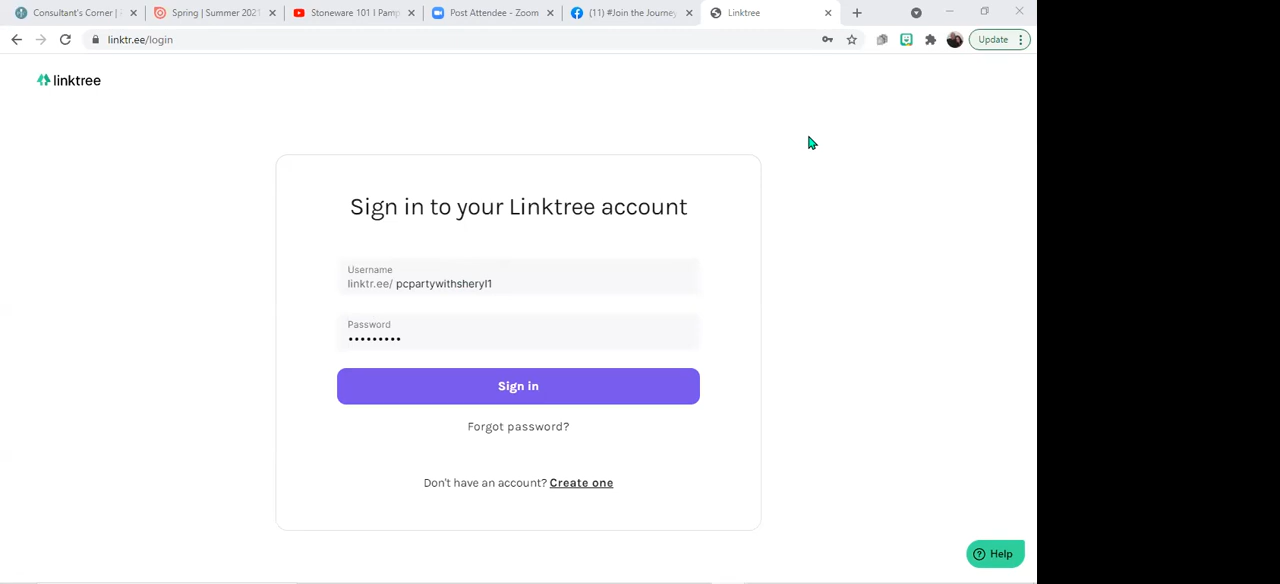 Consultant's Corner |
Spring | Summer 2021
Stoneware 101 I Pamp
Post Attendee - Zoom
(11) #Join the Journey
Linktree
linktr.ee/login
Update
linktree
Sign in to your Linktree account
Username
linktr.ee/ pcpartywithsheryl1
Password
•••••••••
Sign in
Forgot password?
Don't have an account? Create one
Help